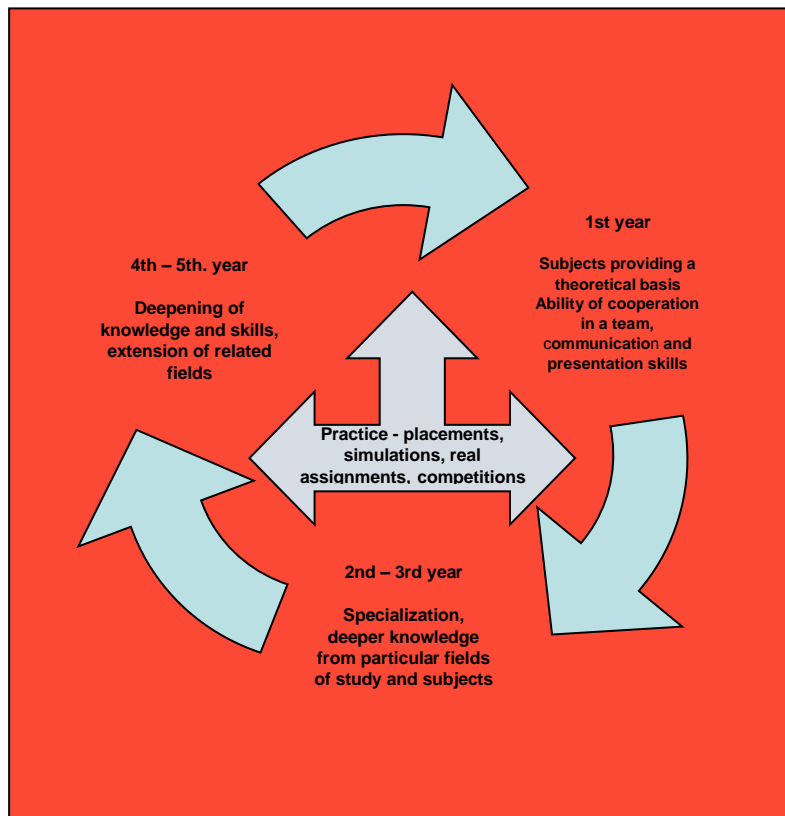 1st year
Subjects providing a
theoretical basis
Ability of cooperation
in a team,
communication and
presentation skills
4th – 5th. year
Deepening of
knowledge and skills,
extension of related
fields
Practice - placements,
simulations, real
assignments, competitions
2nd – 3rd year
Specialization,
deeper knowledge
from particular fields
of study and subjects